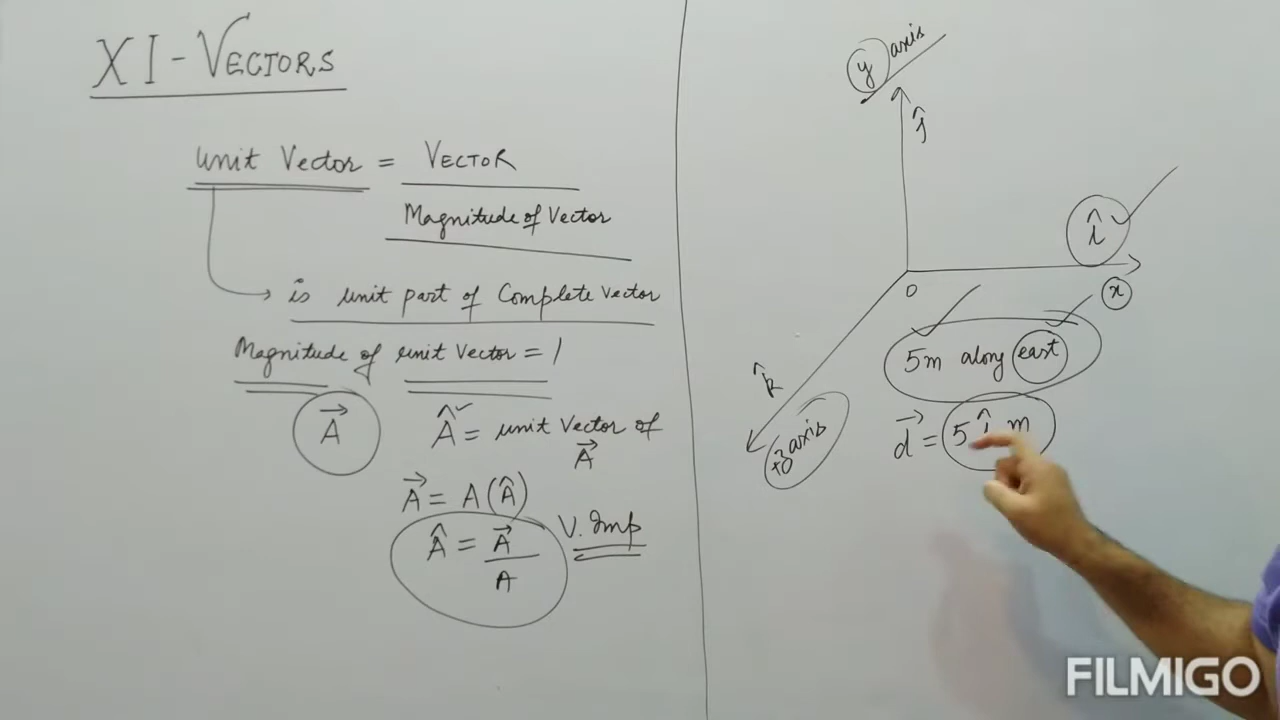 XI - VECTORS
unit Vector = VECTOR
Magnitude of Vector
is unit part of Complete Vector
Magnitude of unit Vector = 1
A⃗
Â = unit Vector of
A⃗
A⃗ = A(Â)
Â = A⃗
A
V. Imp
y axis
ĵ
î
O
x
k̂
+z axis
5m along east
d⃗ = 5 î m
FILMIGO